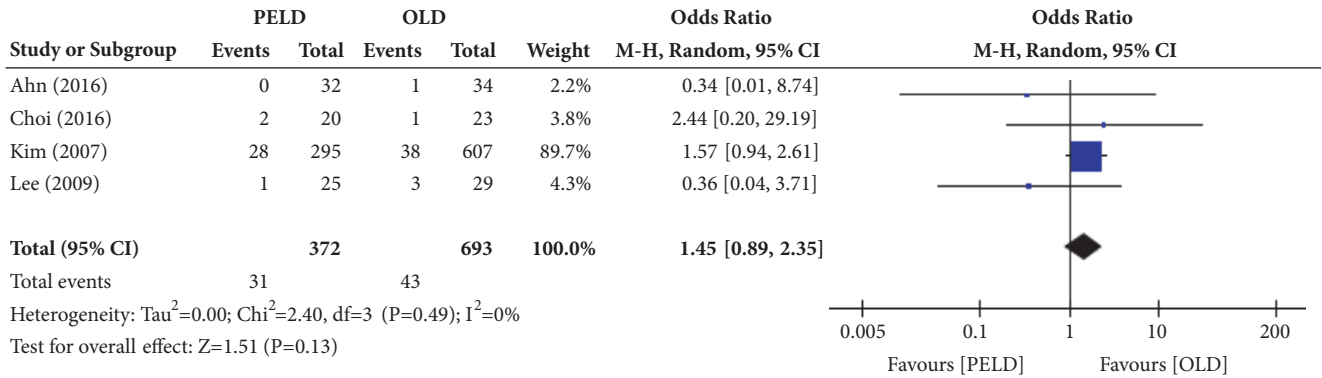 PELD OLD Odds Ratio Odds Ratio
Study or Subgroup Events Total Events Total Weight M-H, Random, 95% CI M-H, Random, 95% CI
Ahn (2016) 0 32 1 34 2.2% 0.34 [0.01, 8.74]
Choi (2016) 2 20 1 23 3.8% 2.44 [0.20, 29.19]
Kim (2007) 28 295 38 607 89.7% 1.57 [0.94, 2.61]
Lee (2009) 1 25 3 29 4.3% 0.36 [0.04, 3.71]
Total (95% CI) 372 693 100.0% 1.45 [0.89, 2.35]
Total events 31 43
Heterogeneity: Tau²=0.00; Chi²=2.40, df=3 (P=0.49); I²=0%
Test for overall effect: Z=1.51 (P=0.13)
0.005 0.1 1 10 200
Favours [PELD] Favours [OLD]